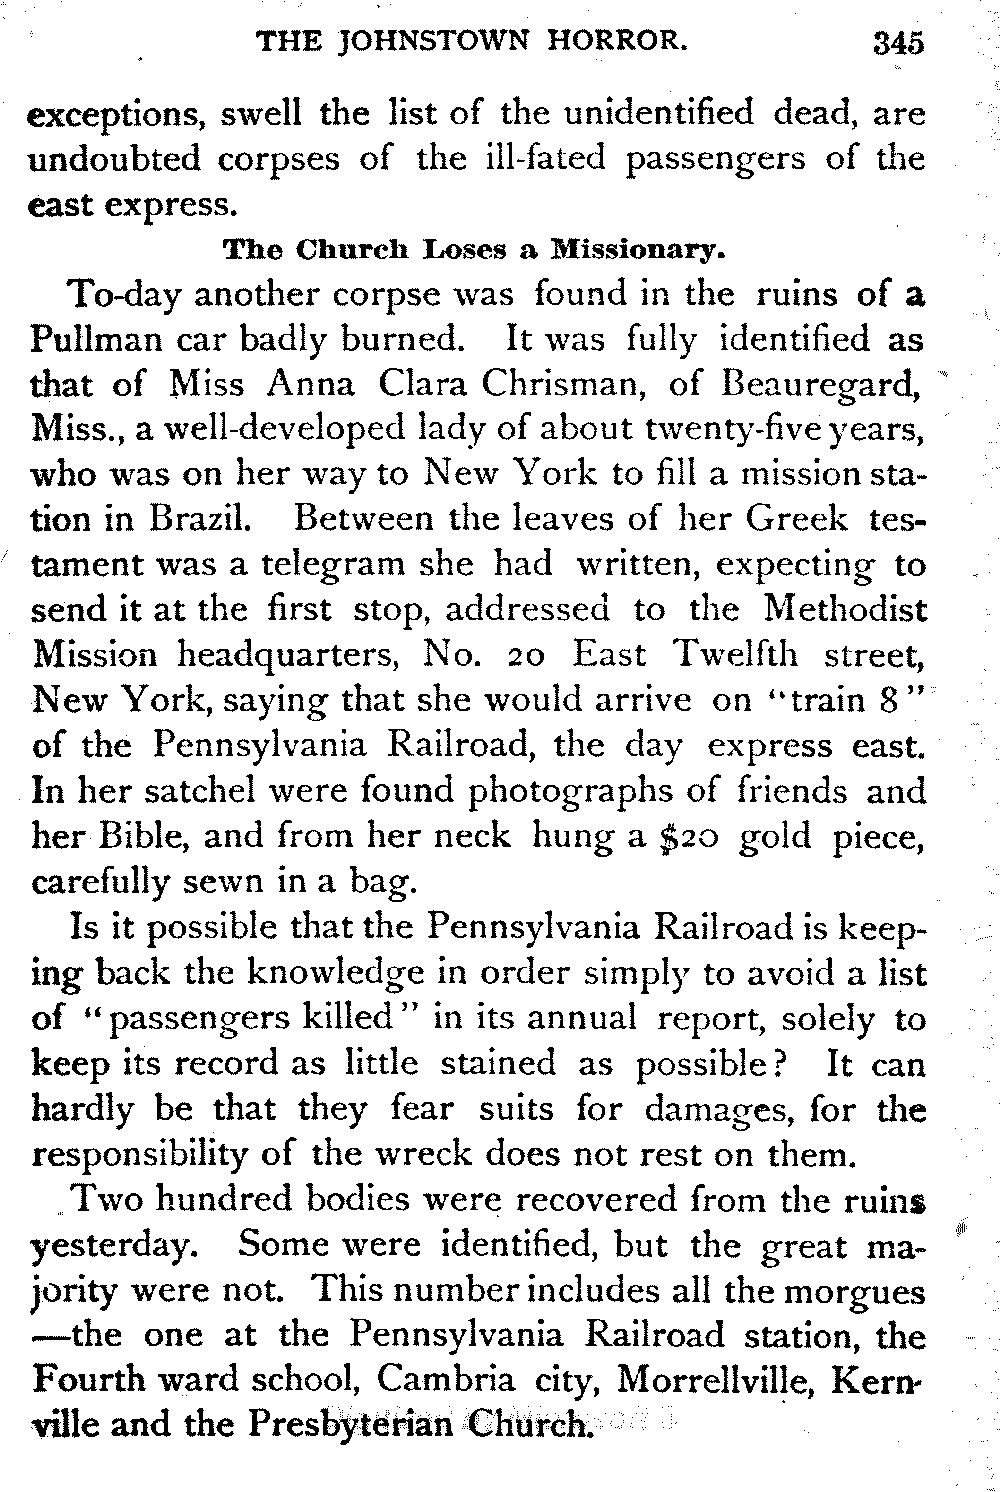 THE JOHNSTOWN HORROR. 345
exceptions, swell the list of the unidentified dead, are
undoubted corpses of the ill-fated passengers of the
east express.
The Church Loses a Missionary.
To-day another corpse was found in the ruins of a
Pullman car badly burned. It was fully identified as
that of Miss Anna Clara Chrisman, of Beauregard,
Miss., a well-developed lady of about twenty-five years,
who was on her way to New York to fill a mission sta-
tion in Brazil. Between the leaves of her Greek tes-
tament was a telegram she had written, expecting to
send it at the first stop, addressed to the Methodist
Mission headquarters, No. 20 East Twelfth street,
New York, saying that she would arrive on "train 8"
of the Pennsylvania Railroad, the day express east.
In her satchel were found photographs of friends and
her Bible, and from her neck hung a $20 gold piece,
carefully sewn in a bag.
Is it possible that the Pennsylvania Railroad is keep-
ing back the knowledge in order simply to avoid a list
of "passengers killed" in its annual report, solely to
keep its record as little stained as possible? It can
hardly be that they fear suits for damages, for the
responsibility of the wreck does not rest on them.
Two hundred bodies were recovered from the ruins
yesterday. Some were identified, but the great ma-
jority were not. This number includes all the morgues
—the one at the Pennsylvania Railroad station, the
Fourth ward school, Cambria city, Morrellville, Kern-
ville and the Presbyterian Church.